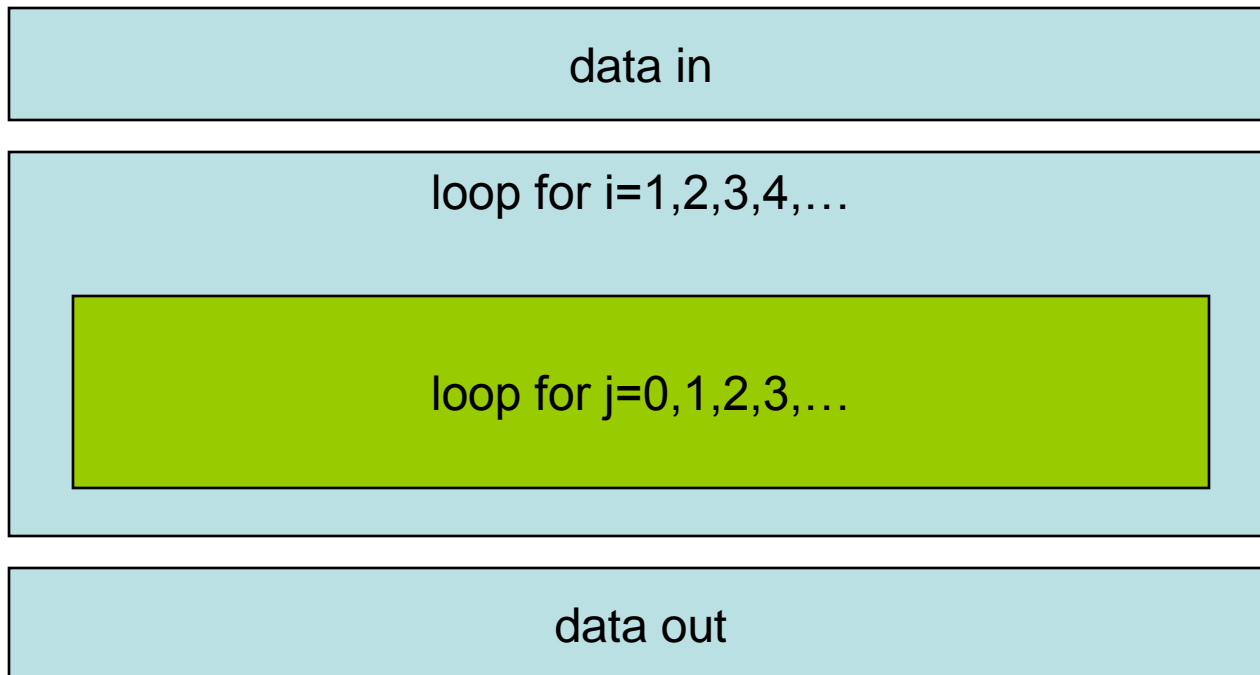 data in
loop for i=1,2,3,4,…
loop for j=0,1,2,3,…
data out